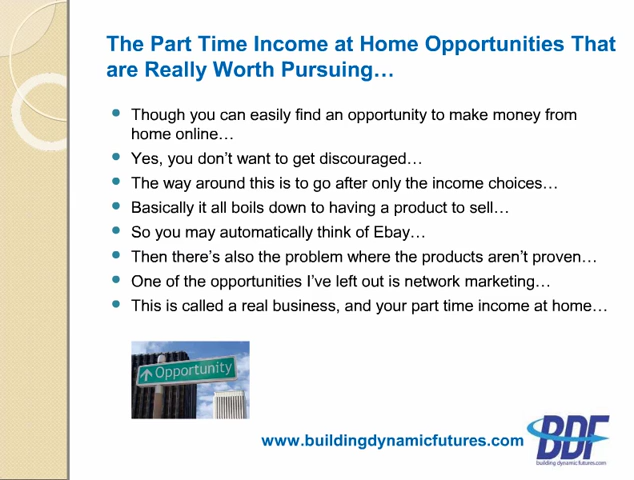 The Part Time Income at Home Opportunities That
are Really Worth Pursuing…
Though you can easily find an opportunity to make money from
home online…
Yes, you don’t want to get discouraged…
The way around this is to go after only the income choices…
Basically it all boils down to having a product to sell…
So you may automatically think of Ebay…
Then there’s also the problem where the products aren’t proven…
One of the opportunities I’ve left out is network marketing…
This is called a real business, and your part time income at home…
Opportunity
www.buildingdynamicfutures.com
BDF
building dynamicfutures.com